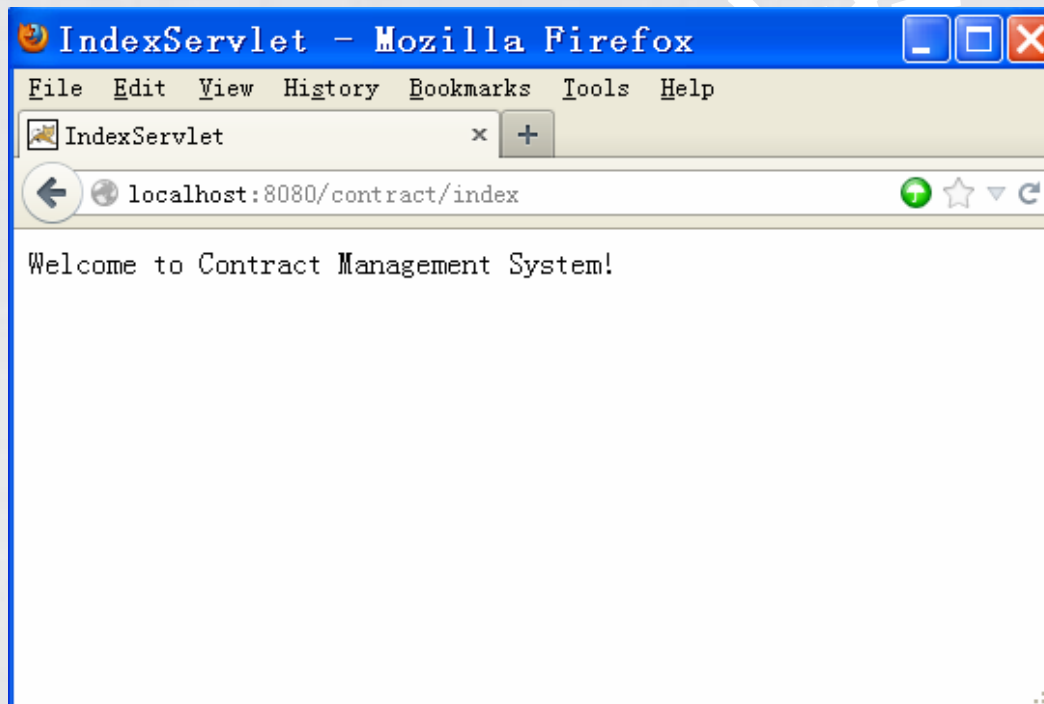 IndexServlet - Mozilla Firefox
File Edit View History Bookmarks Tools Help
IndexServlet
localhost:8080/contract/index
Welcome to Contract Management System!